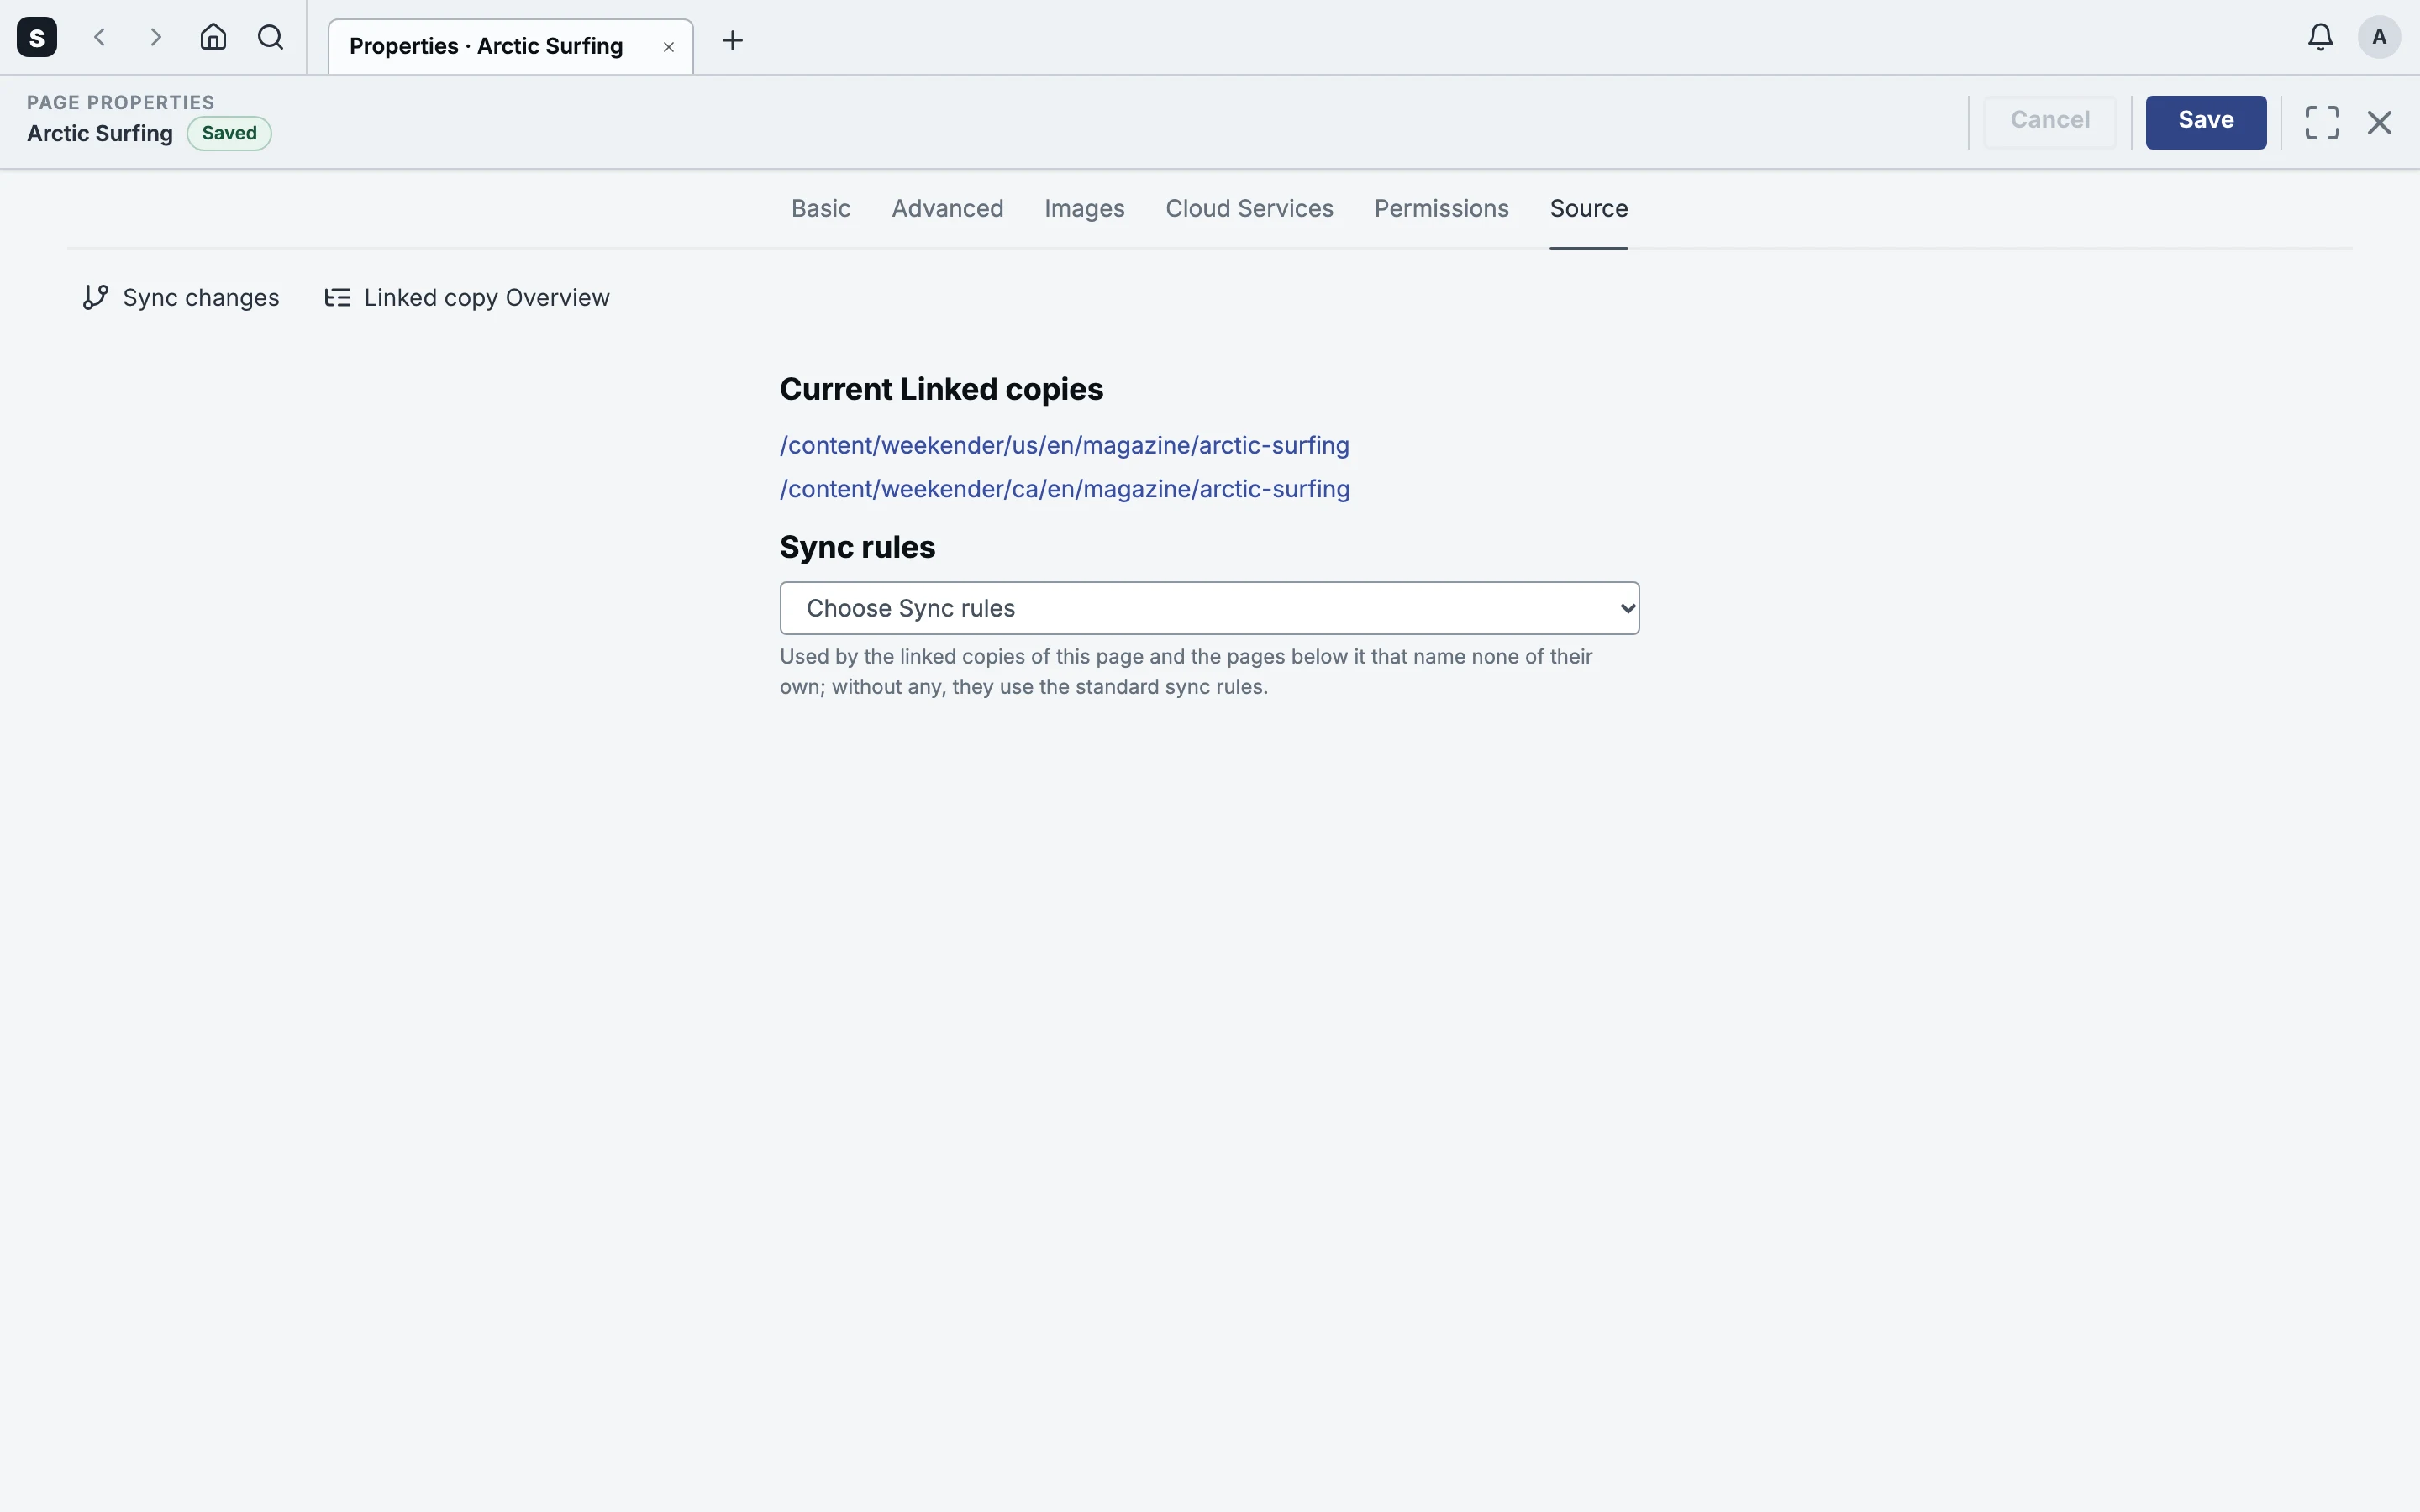 S
Properties · Arctic Surfing
A
PAGE PROPERTIES
Arctic Surfing
Saved
Cancel
Save
Basic
Advanced
Images
Cloud Services
Permissions
Source
Sync changes
Linked copy Overview
Current Linked copies
/content/weekender/us/en/magazine/arctic-surfing
/content/weekender/ca/en/magazine/arctic-surfing
Sync rules
Choose Sync rules
Used by the linked copies of this page and the pages below it that name none of their
own; without any, they use the standard sync rules.